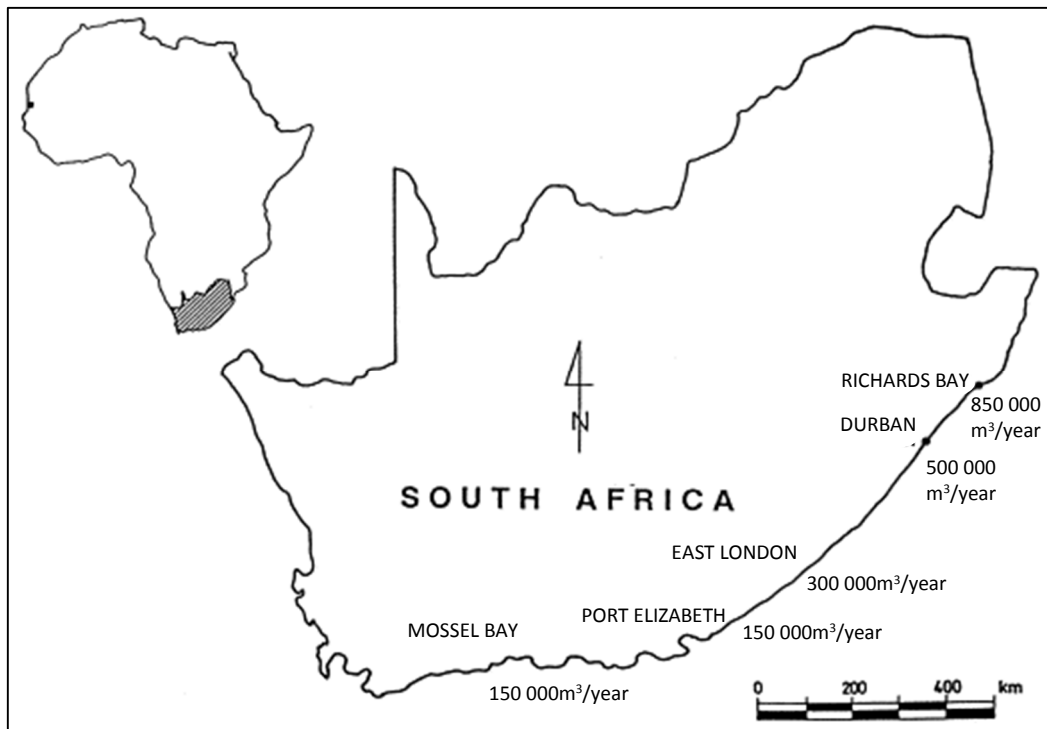 RICHARDS BAY
850 000
m³/year
DURBAN
500 000
m³/year
N
SOUTH AFRICA
EAST LONDON
300 000m³/year
PORT ELIZABETH
150 000m³/year
MOSSEL BAY
150 000m³/year
0 200 400 km